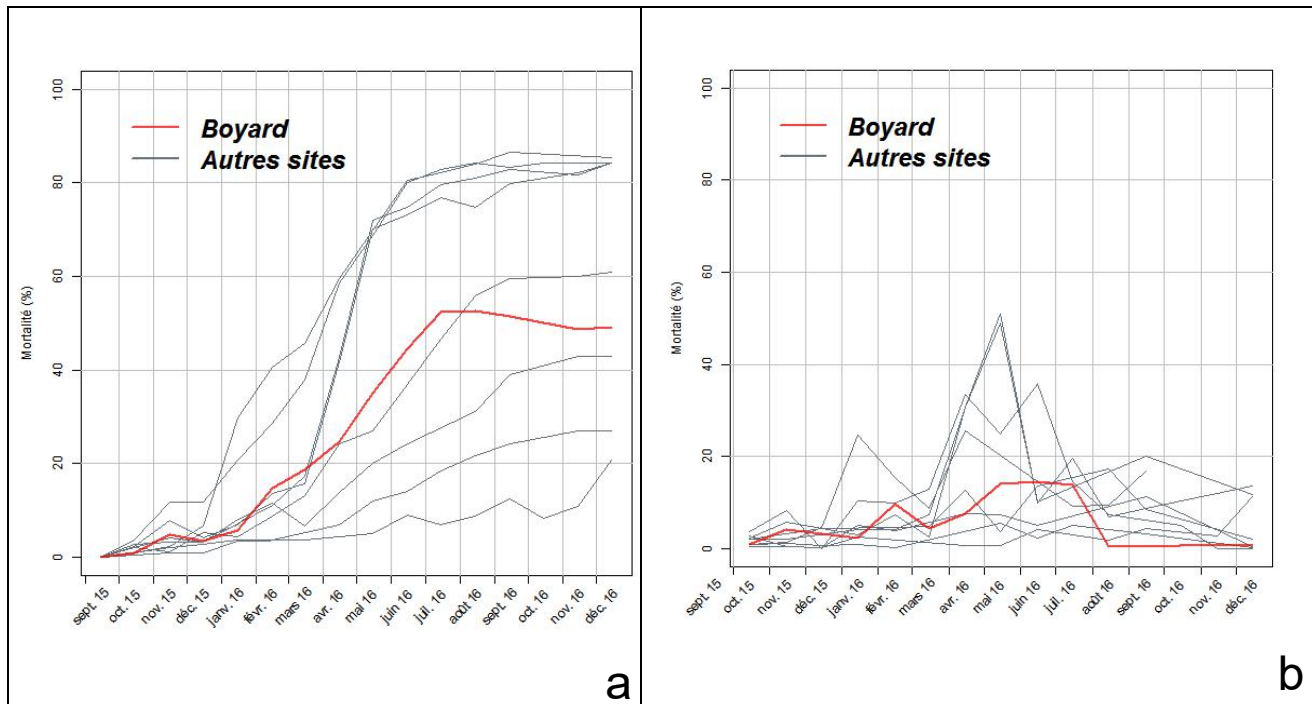 100
80
60
40
20
0
Mortalité (%)
Boyard
Autres sites
sept. 15
oct. 15
nov. 15
déc. 15
janv. 16
févr. 16
mars 16
avr. 16
mai 16
juin 16
juil. 16
août 16
sept. 16
oct. 16
nov. 16
déc. 16
a
100
80
60
40
20
0
Mortalité (%)
Boyard
Autres sites
sept. 15
oct. 15
nov. 15
déc. 15
janv. 16
févr. 16
mars 16
avr. 16
mai 16
juin 16
juil. 16
août 16
sept. 16
oct. 16
nov. 16
déc. 16
b